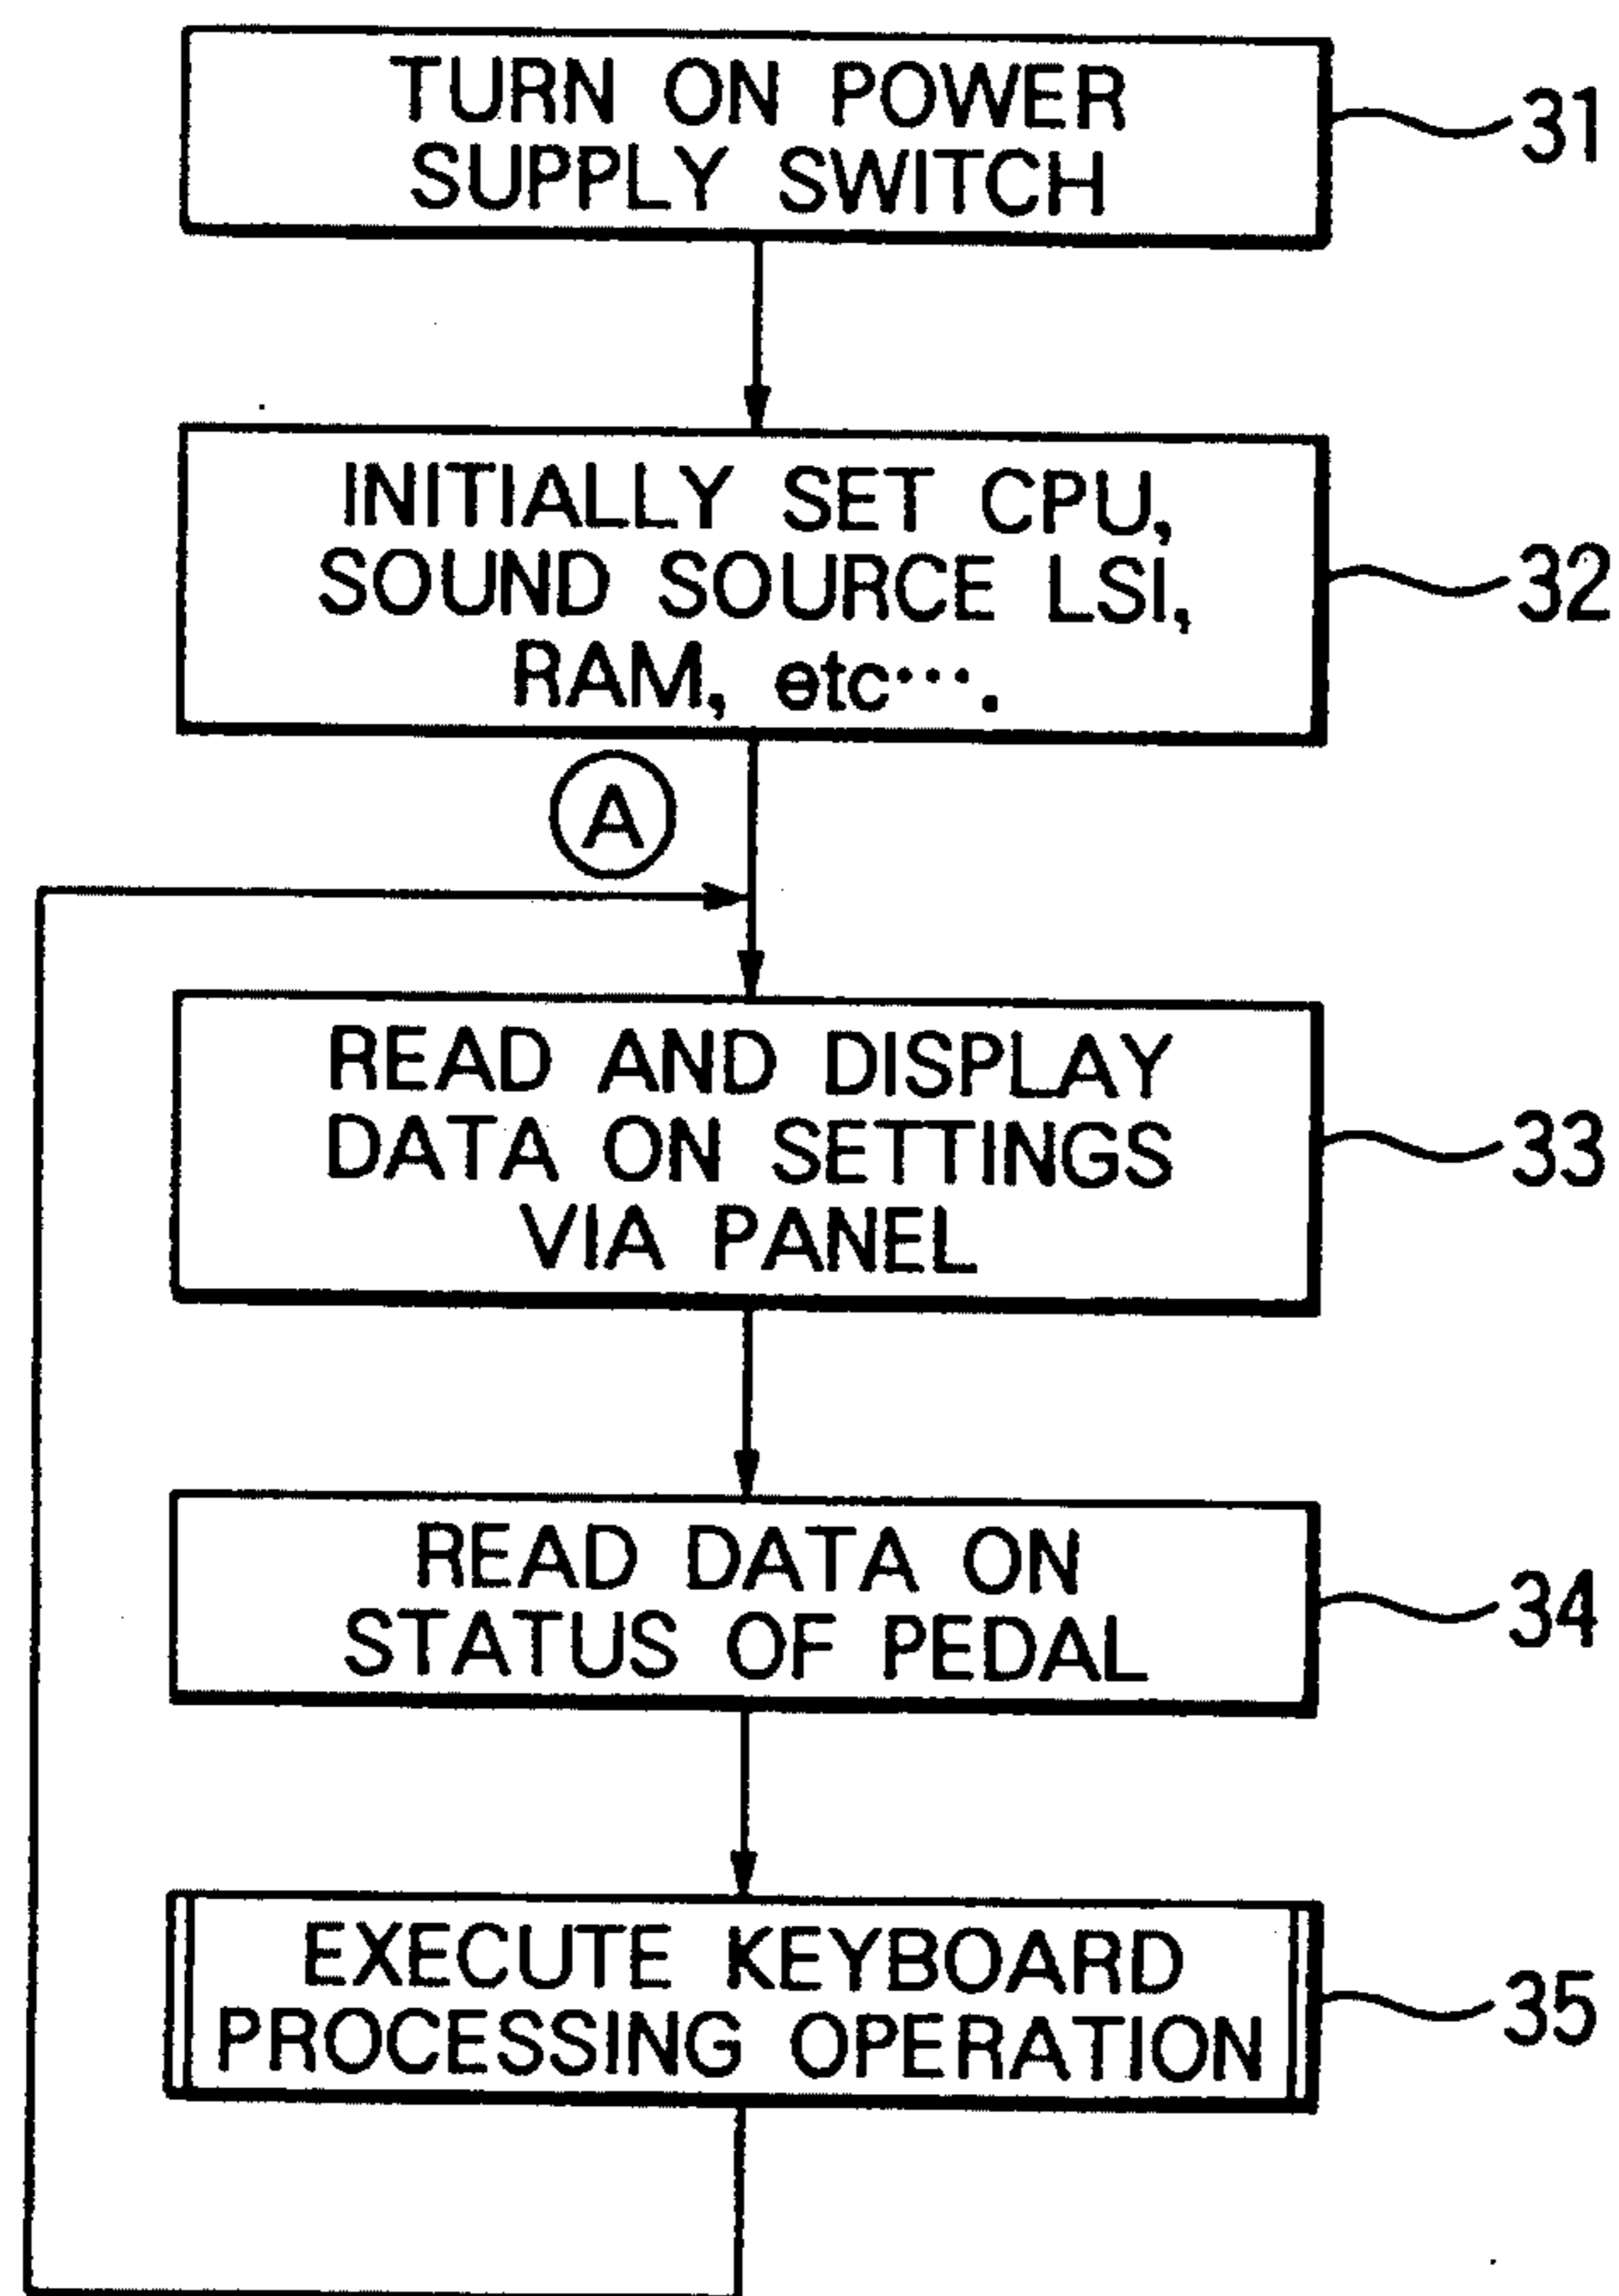 TURN ON POWER
SUPPLY SWITCH
31
INITIALLY SET CPU,
SOUND SOURCE LSI,
RAM, etc···.
32
A
READ AND DISPLAY
DATA ON SETTINGS
VIA PANEL
33
READ DATA ON
STATUS OF PEDAL
34
EXECUTE KEYBOARD
PROCESSING OPERATION
35